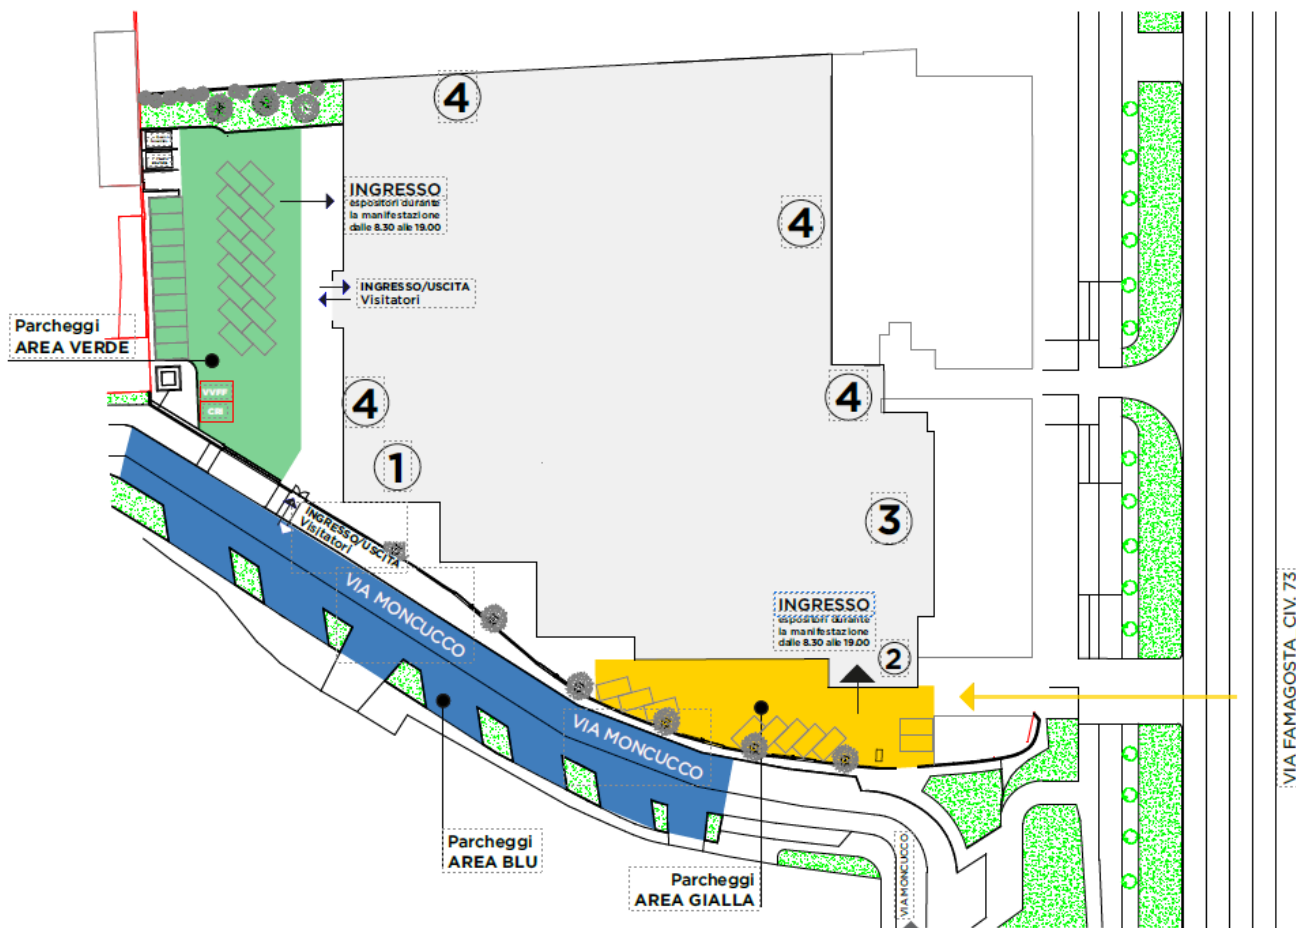 4
INGRESSO
espositori durante
la manifestazione
dalle 8.30 alle 19.00
4
INGRESSO/USCITA
Visitatori
Parcheggi
AREA VERDE
VVFF
CRI
4
4
1
3
INGRESSO/USCITA
Visitatori
VIA MONCUCCO
INGRESSO
espositori durante
la manifestazione
dalle 8.30 alle 19.00
2
VIA MONCUCCO
VIA FAMAGOSTA CIV. 73
Parcheggi
AREA BLU
Parcheggi
AREA GIALLA
VIA MONCUCCO